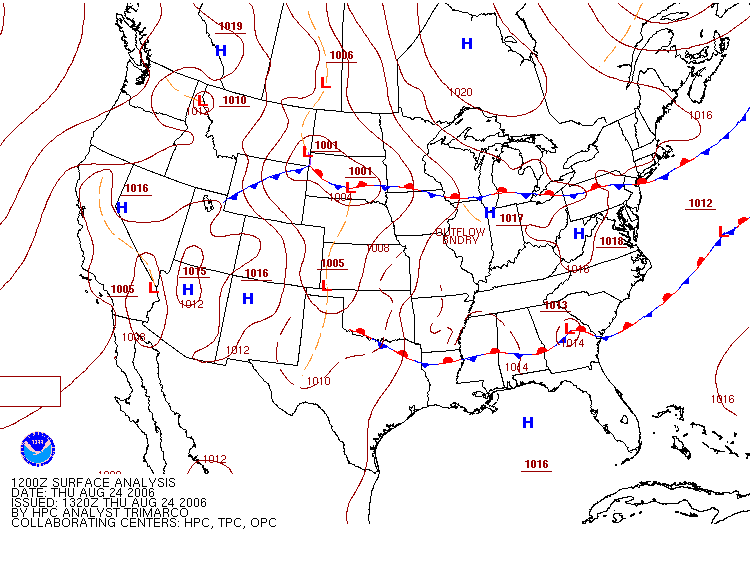 1019
H
H
1006
L
1020
L
1010
1012
1016
L
1001
1001
L
1004
1016
H
H
1017
1012
L
OUTFLOW
BNDRY
H
1018
1008
1016
1015
1016
1005
H
H
L
1005
L
1012
1013
L
1014
1008
1012
1014
1010
1016
H
1016
1012
1200Z SURFACE ANALYSIS
DATE: THU AUG 24 2006
ISSUED: 1320Z THU AUG 24 2006
BY HPC ANALYST TRIMARCO
COLLABORATING CENTERS: HPC, TPC, OPC